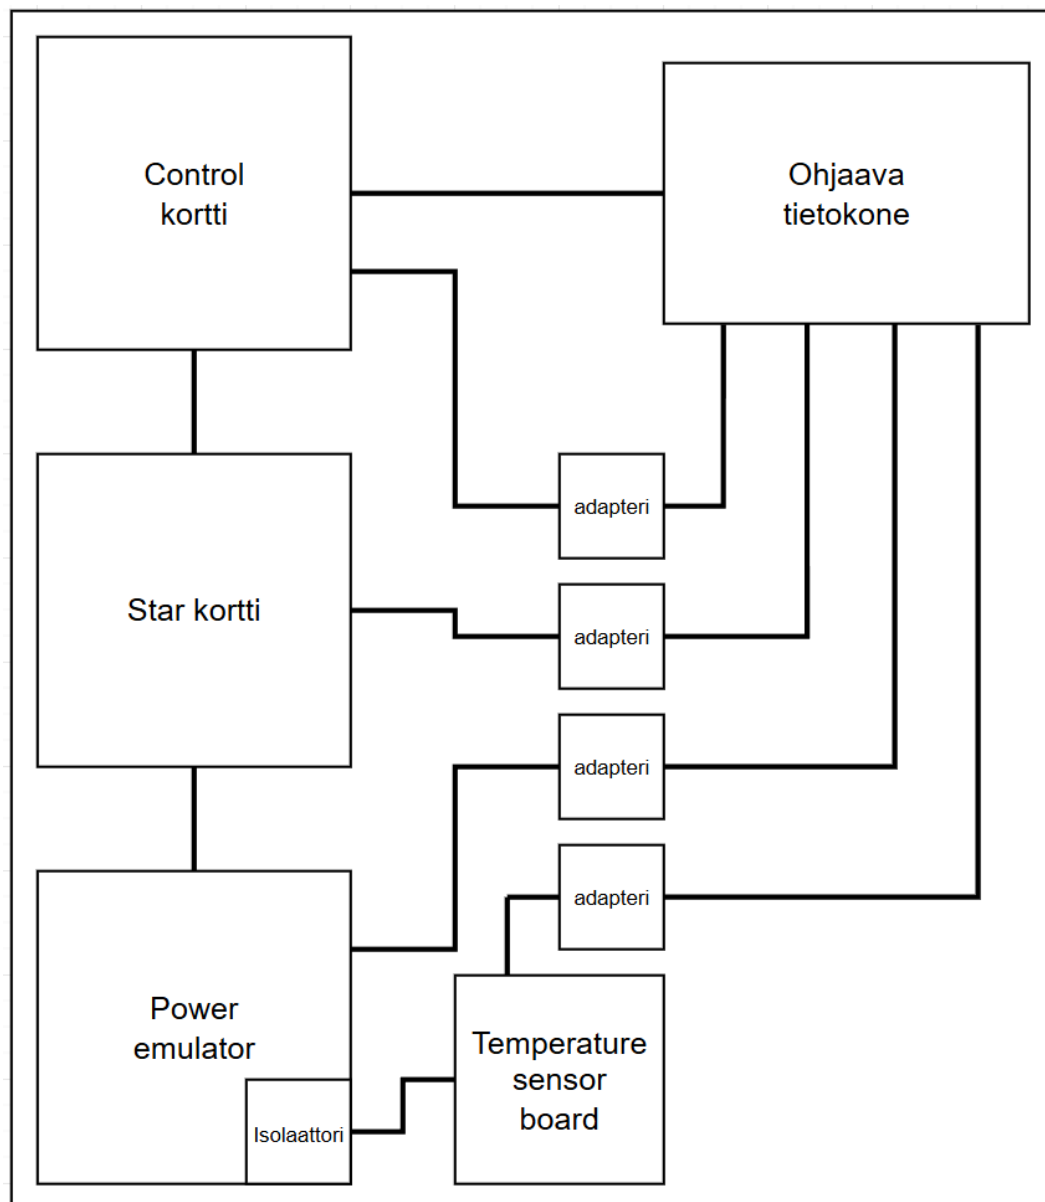 Control
kortti
Ohjaava
tietokone
adapteri
Star kortti
adapteri
adapteri
adapteri
Power
emulator
Isolaattori
Temperature
sensor
board